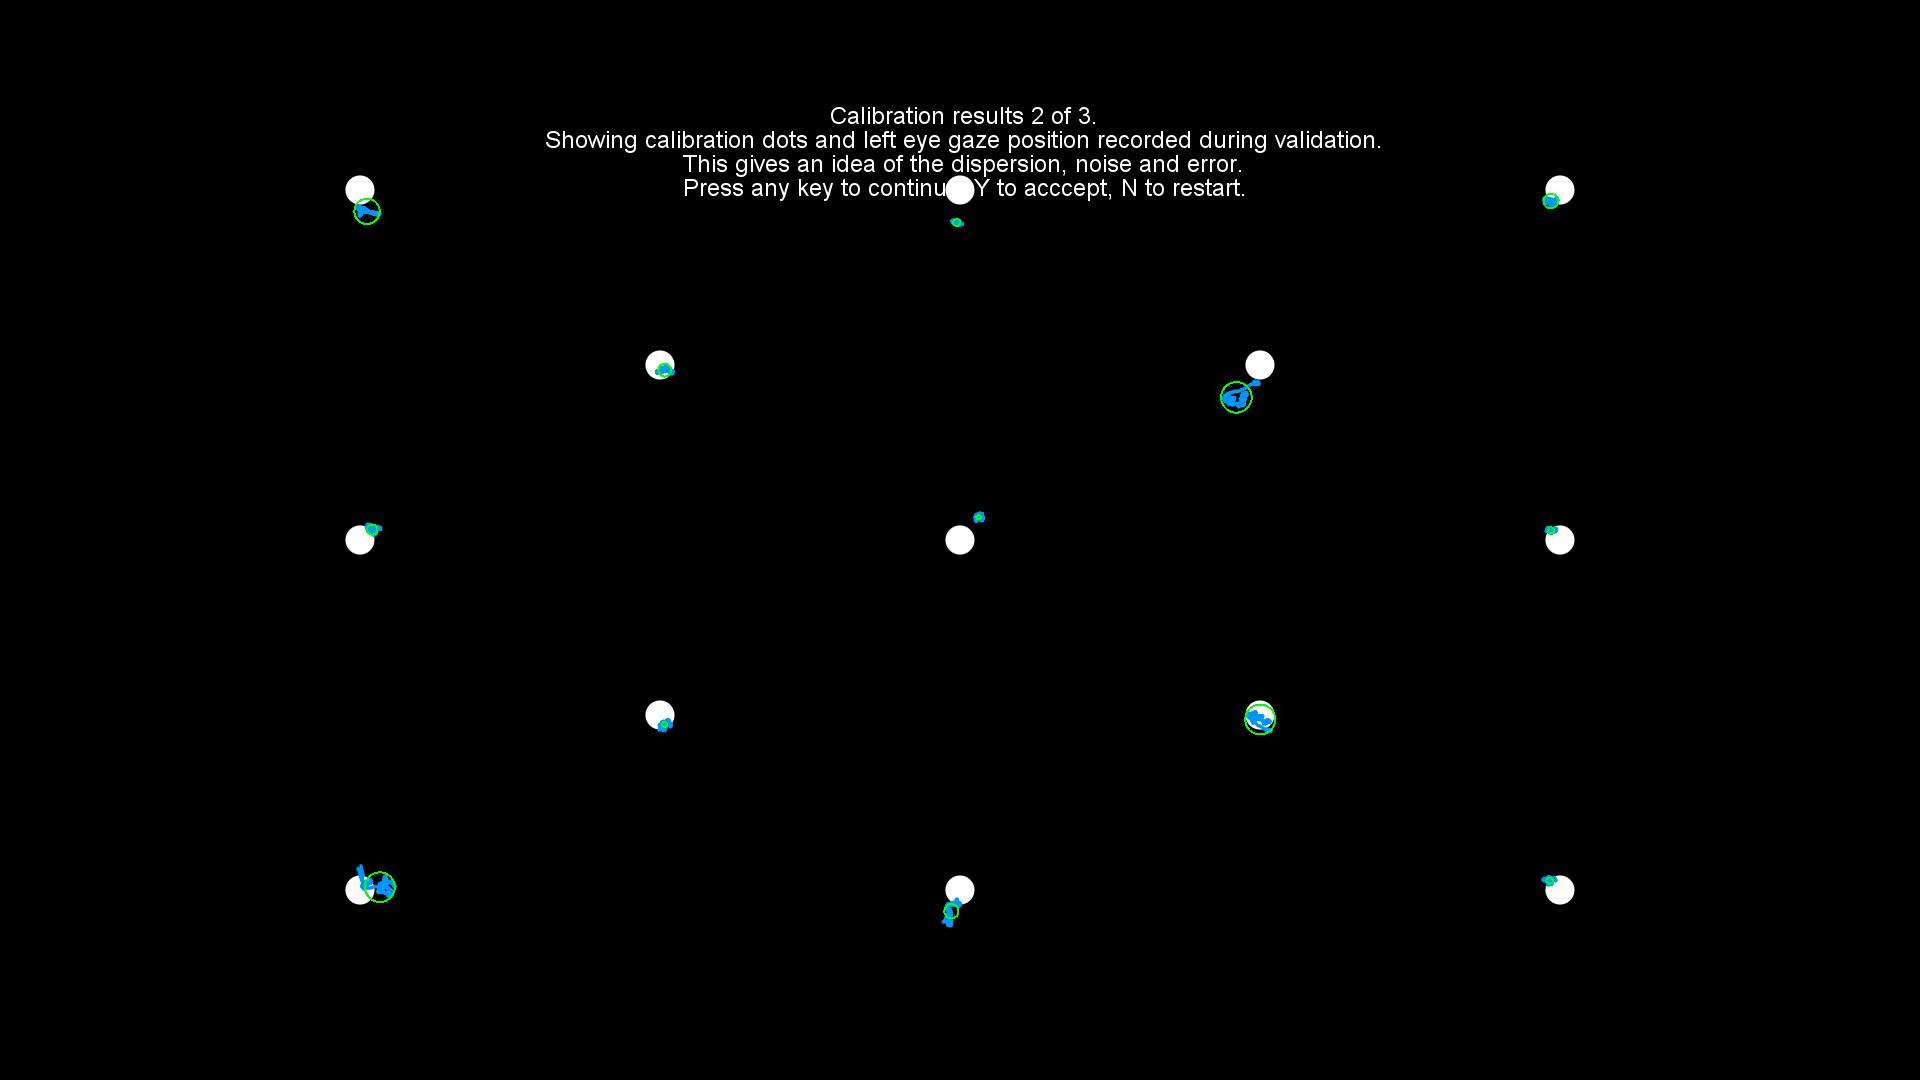 Calibration results 2 of 3.
Showing calibration dots and left eye gaze position recorded during validation.
This gives an idea of the dispersion, noise and error.
Press any key to continu Y to acccept, N to restart.